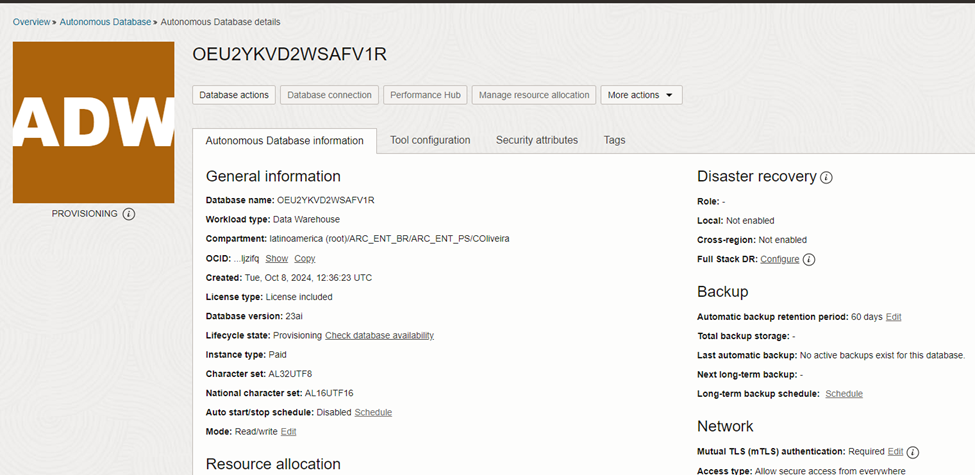 Overview » Autonomous Database » Autonomous Database details
ADW
PROVISIONING i
OEU2YKVD2WSAFV1R
Database actions Database connection Performance Hub Manage resource allocation More actions
Autonomous Database information Tool configuration Security attributes Tags
General information
Database name: OEU2YKVD2WSAFV1R
Workload type: Data Warehouse
Compartment: latinoamerica (root)/ARC_ENT_BR/ARC_ENT_PS/COliveira
OCID: ...ljzifq Show Copy
Created: Tue, Oct 8, 2024, 12:36:23 UTC
License type: License included
Database version: 23ai
Lifecycle state: Provisioning Check database availability
Instance type: Paid
Character set: AL32UTF8
National character set: AL16UTF16
Auto start/stop schedule: Disabled Schedule
Mode: Read/write Edit
Resource allocation
Disaster recovery i
Role: -
Local: Not enabled
Cross-region: Not enabled
Full Stack DR: Configure i
Backup
Automatic backup retention period: 60 days Edit
Total backup storage: -
Last automatic backup: No active backups exist for this database.
Next long-term backup: -
Long-term backup schedule: Schedule
Network
Mutual TLS (mTLS) authentication: Required Edit i
Access type: Allow secure access from everywhere